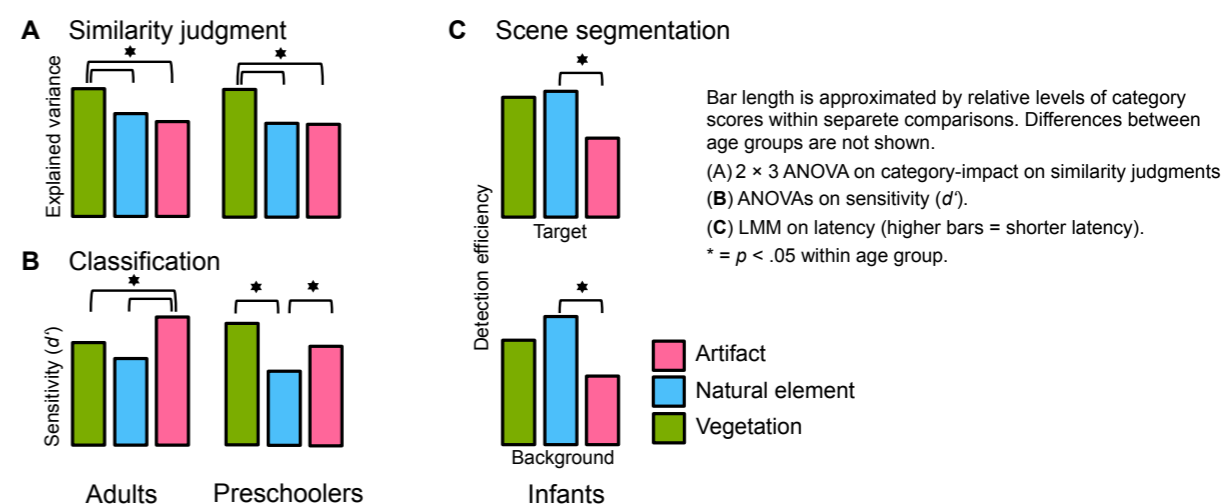 A Similarity judgment
*
*
Explained variance
B Classification
*
*
*
Sensitivity (d‘)
Adults
Preschoolers
C Scene segmentation
*
Target
*
Background
Detection efficiency
Infants
Artifact
Natural element
Vegetation
Bar length is approximated by relative levels of category
scores within separete comparisons. Differences between
age groups are not shown.
(A) 2 × 3 ANOVA on category-impact on similarity judgments
(B) ANOVAs on sensitivity (d‘).
(C) LMM on latency (higher bars = shorter latency).
* = p < .05 within age group.